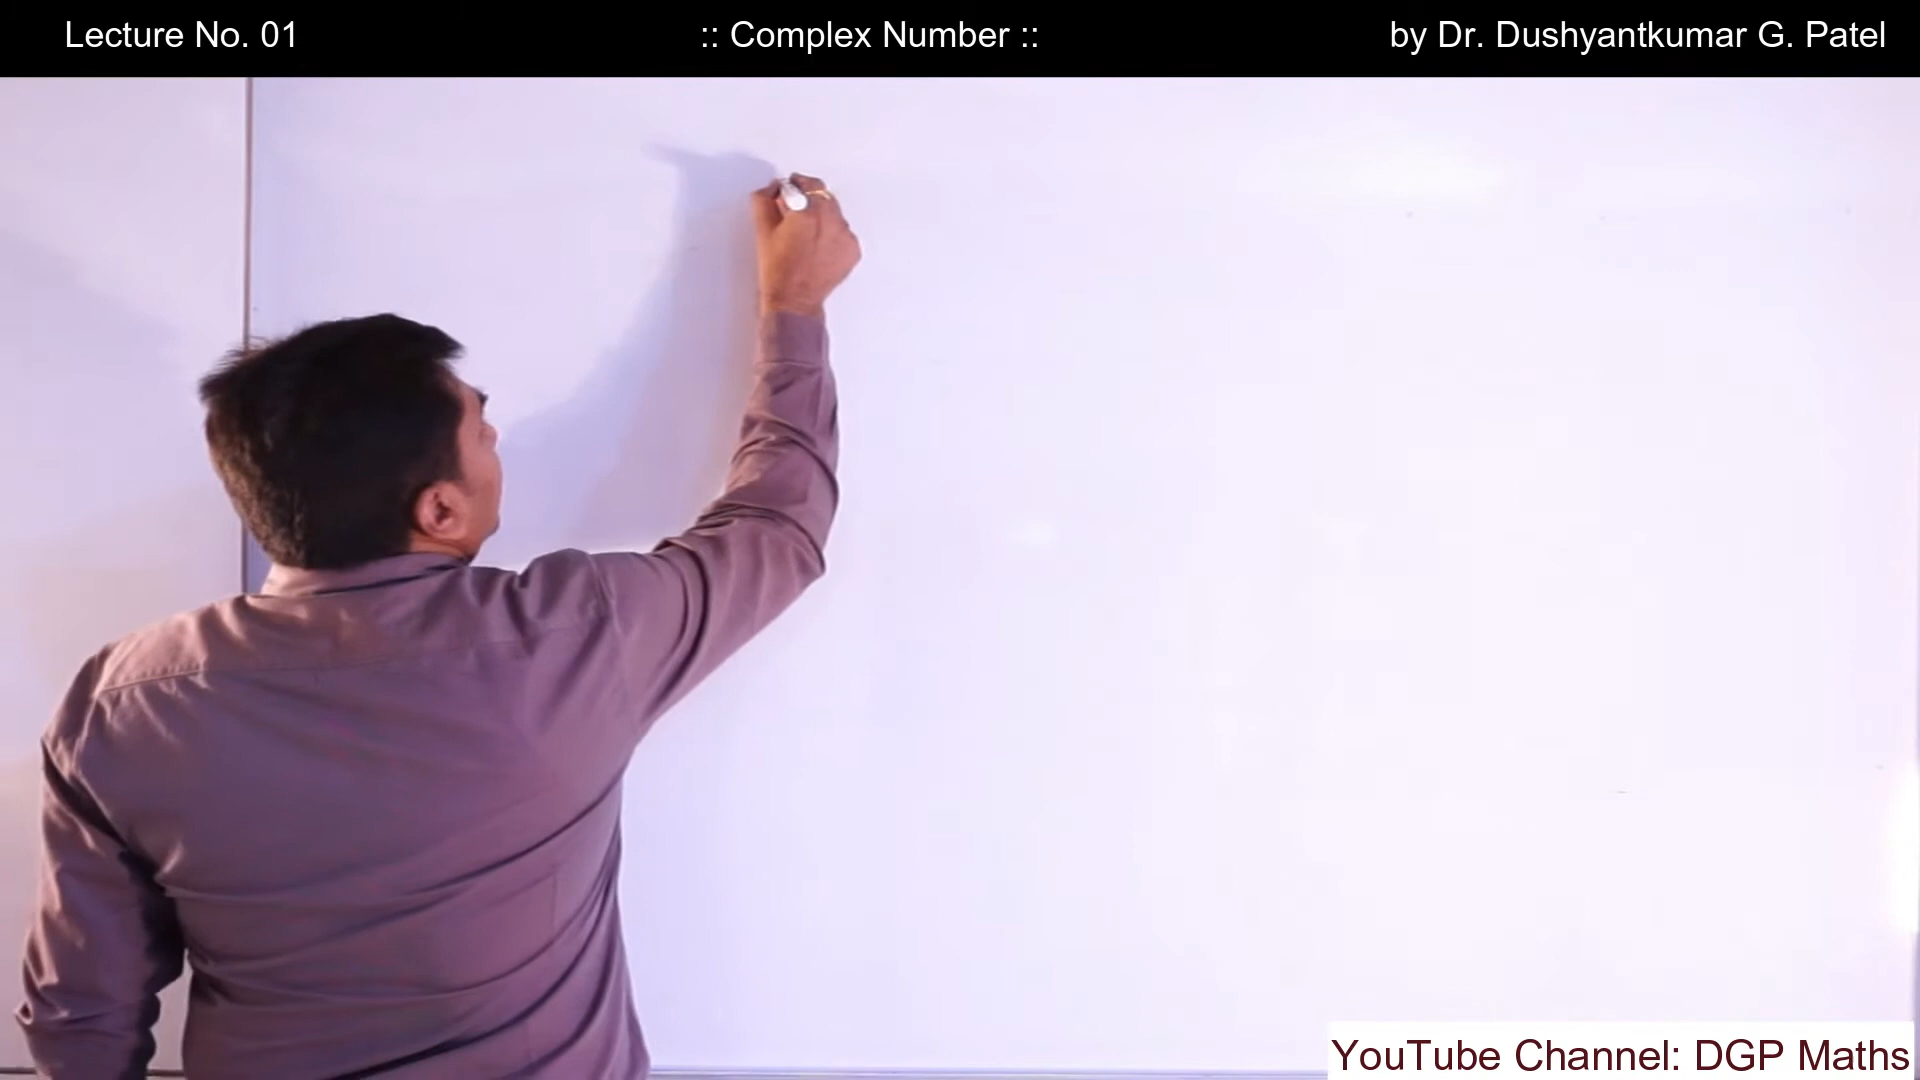 Lecture No. 01
:: Complex Number ::
by Dr. Dushyantkumar G. Patel
YouTube Channel: DGP Maths